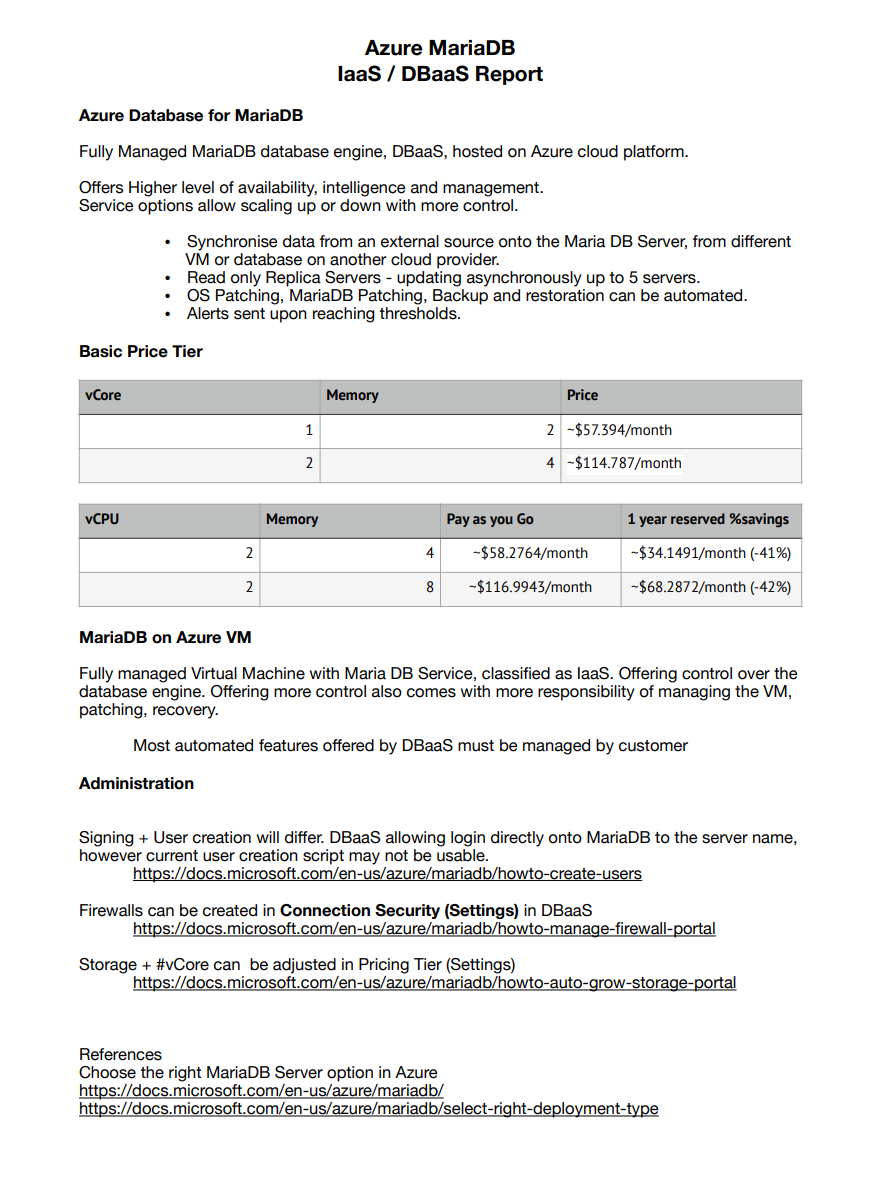 Azure MariaDB
IaaS / DBaaS Report
Azure Database for MariaDB
Fully Managed MariaDB database engine, DBaaS, hosted on Azure cloud platform.
Offers Higher level of availability, intelligence and management.
Service options allow scaling up or down with more control.
• Synchronise data from an external source onto the Maria DB Server, from different
VM or database on another cloud provider.
• Read only Replica Servers - updating asynchronously up to 5 servers.
• OS Patching, MariaDB Patching, Backup and restoration can be automated.
• Alerts sent upon reaching thresholds.
Basic Price Tier
vCore Memory Price
1 2 ~$57.394/month
2 4 ~$114.787/month
vCPU Memory Pay as you Go 1 year reserved %savings
2 4 ~$58.2764/month ~$34.1491/month (-41%)
2 8 ~$116.9943/month ~$68.2872/month (-42%)
MariaDB on Azure VM
Fully managed Virtual Machine with Maria DB Service, classified as IaaS. Offering control over the
database engine. Offering more control also comes with more responsibility of managing the VM,
patching, recovery.
Most automated features offered by DBaaS must be managed by customer
Administration
Signing + User creation will differ. DBaaS allowing login directly onto MariaDB to the server name,
however current user creation script may not be usable.
https://docs.microsoft.com/en-us/azure/mariadb/howto-create-users
Firewalls can be created in Connection Security (Settings) in DBaaS
https://docs.microsoft.com/en-us/azure/mariadb/howto-manage-firewall-portal
Storage + #vCore can  be adjusted in Pricing Tier (Settings)
https://docs.microsoft.com/en-us/azure/mariadb/howto-auto-grow-storage-portal
References
Choose the right MariaDB Server option in Azure
https://docs.microsoft.com/en-us/azure/mariadb/
https://docs.microsoft.com/en-us/azure/mariadb/select-right-deployment-type